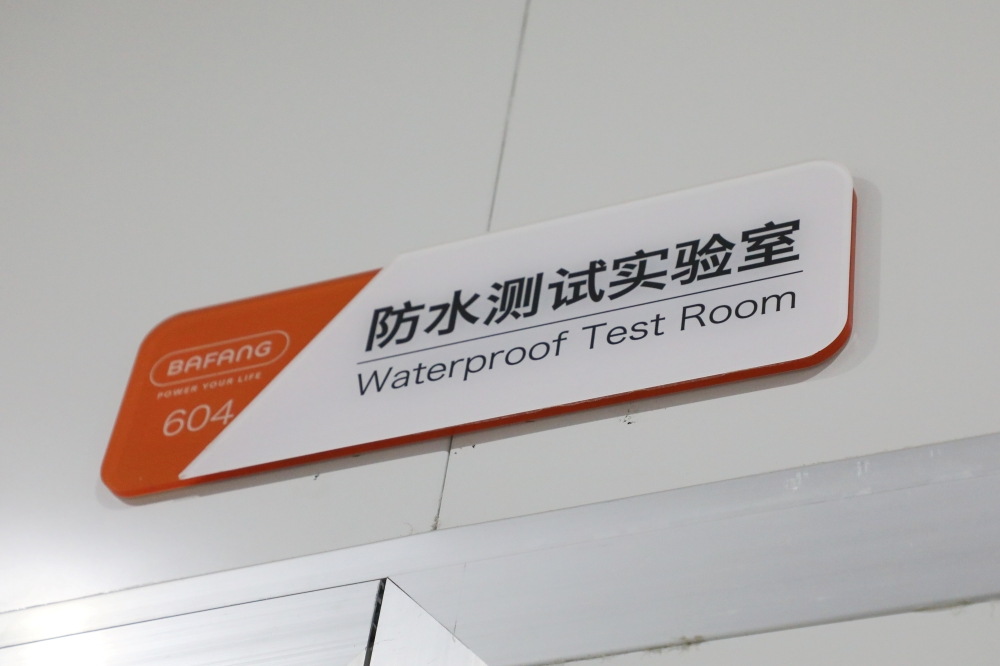 BAFANG
POWER YOUR LIFE
604
防水测试实验室
Waterproof Test Room